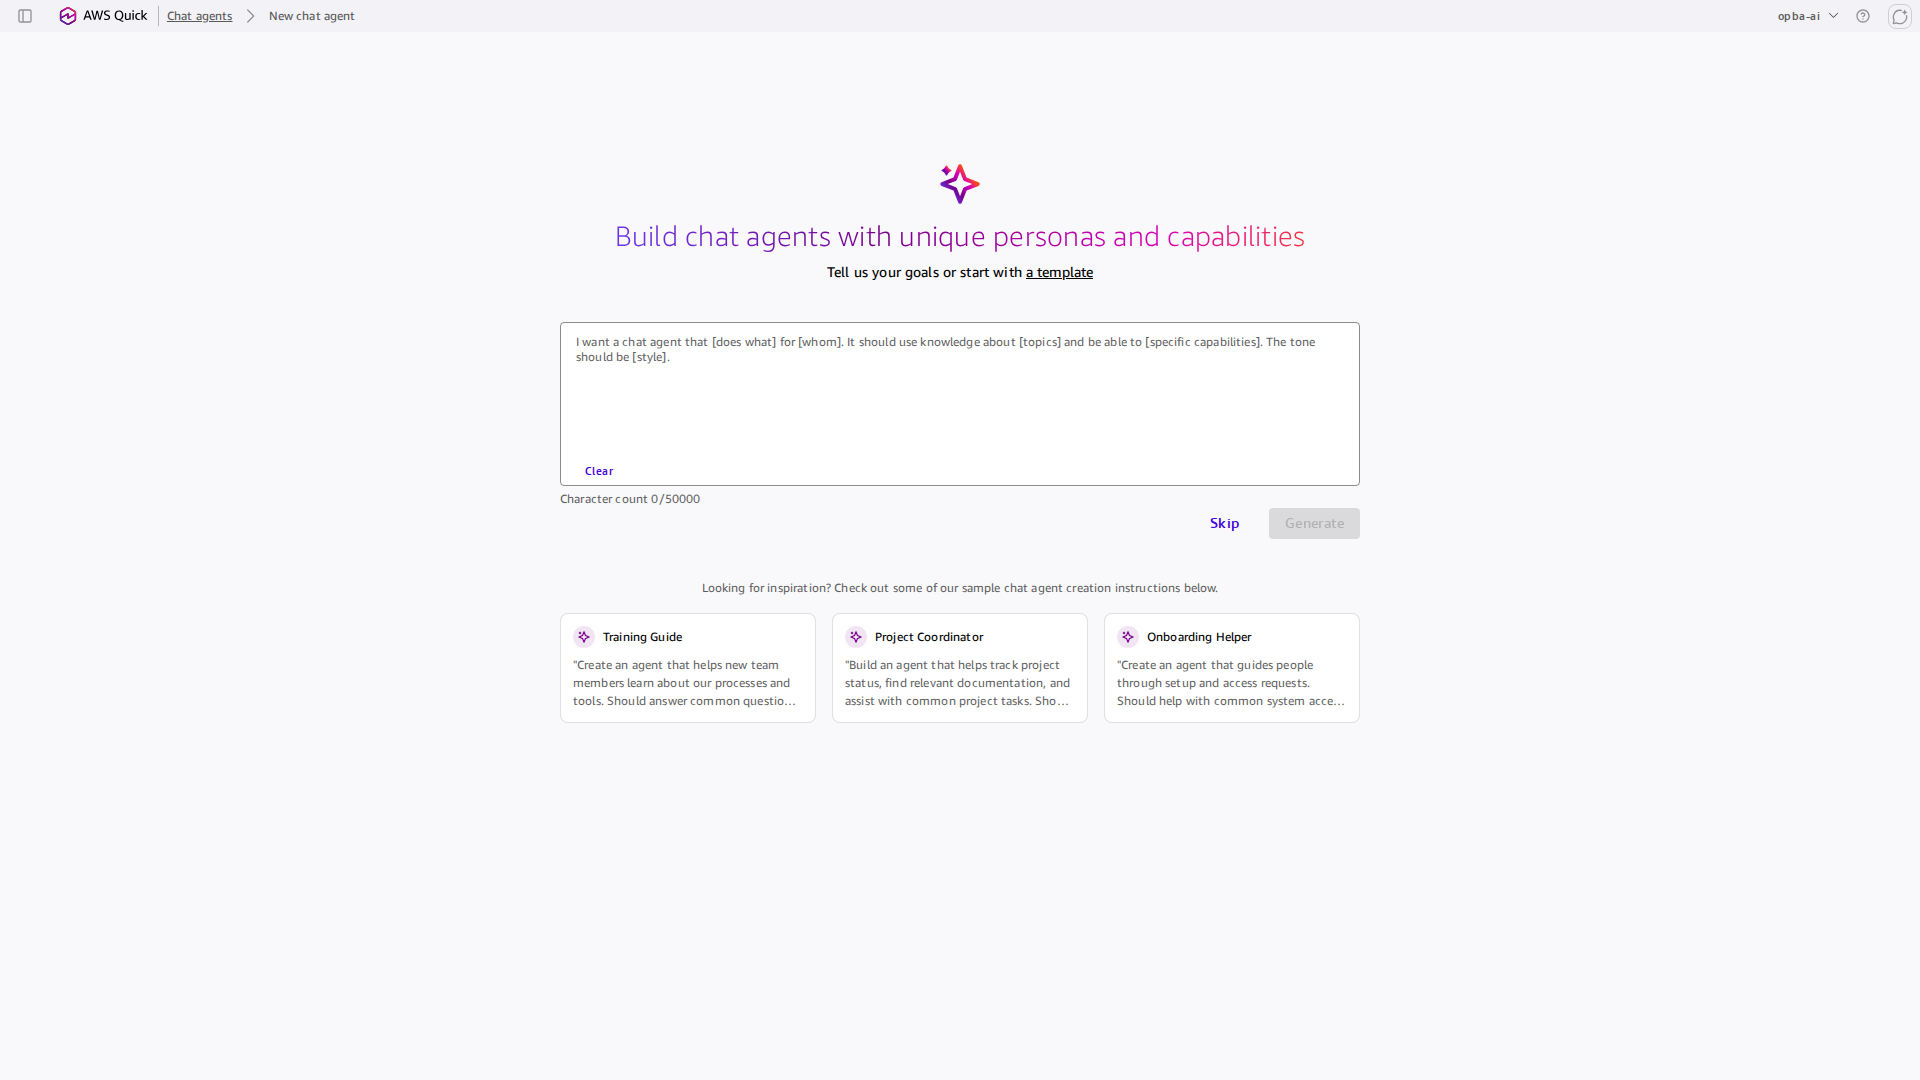 AWS Quick
Chat agents
New chat agent
opba-ai
Build chat agents with unique personas and capabilities
Tell us your goals or start with a template
I want a chat agent that [does what] for [whom]. It should use knowledge about [topics] and be able to [specific capabilities]. The tone
should be [style].
Clear
Character count 0/50000
Skip
Generate
Looking for inspiration? Check out some of our sample chat agent creation instructions below.
Training Guide
"Create an agent that helps new team
members learn about our processes and
tools. Should answer common questio...
Project Coordinator
"Build an agent that helps track project
status, find relevant documentation, and
assist with common project tasks. Sho...
Onboarding Helper
"Create an agent that guides people
through setup and access requests.
Should help with common system acce...